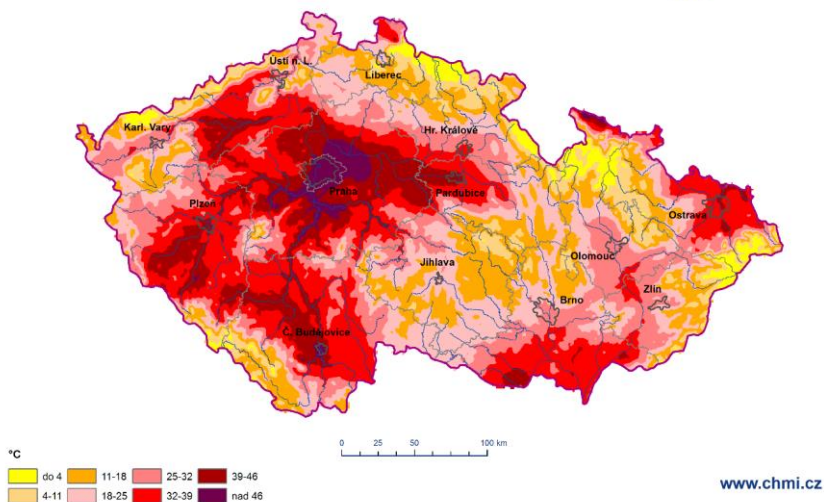 Ústí n. L.
Liberec
Karl. Vary
Hr. Králové
Praha
Pardubice
Plzeň
Ostrava
Olomouc
Jihlava
Zlín
Brno
Č. Budějovice
°C
do 4
11-18
25-32
39-46
4-11
18-25
32-39
nad 46
0 25 50 100 km
www.chmi.cz